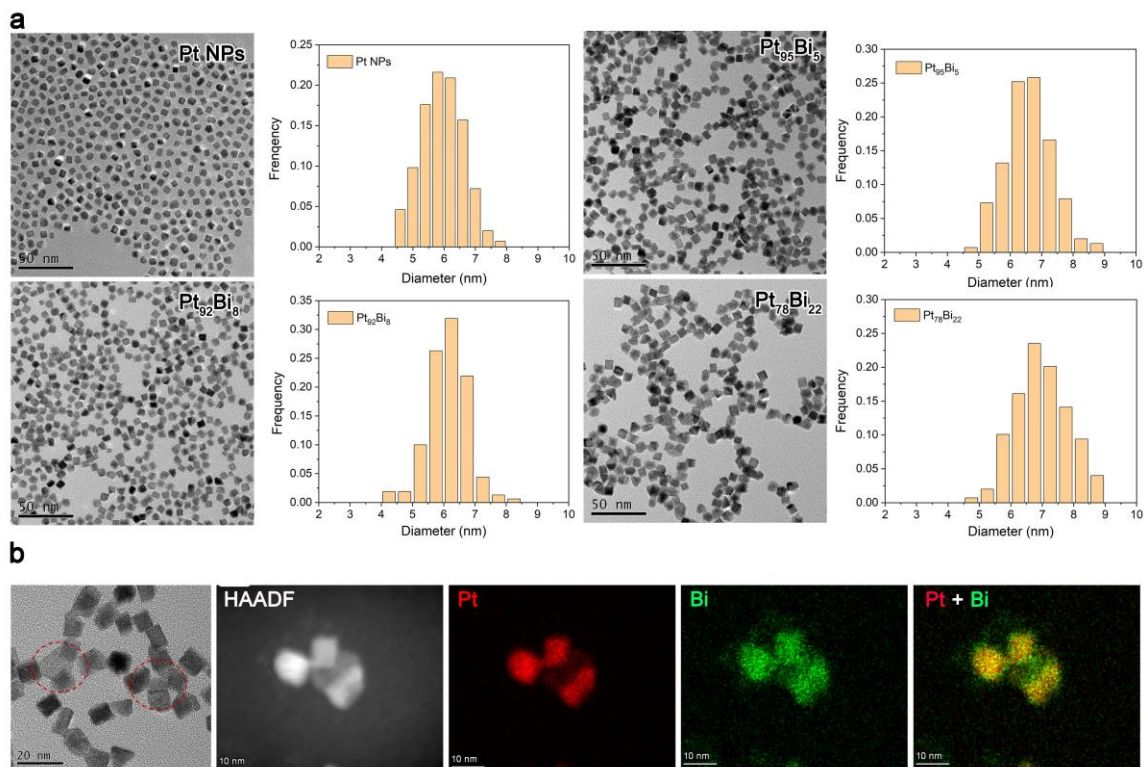 a
Pt NPs
50 nm
0.25
0.20
0.15
0.10
0.05
0.00
Frenqency
Pt NPs
2 3 4 5 6 7 8 9 10
Diameter (nm)
Pt95Bi5
50 nm
0.30
0.25
0.20
0.15
0.10
0.05
0.00
Frequency
Pt95Bi5
2 3 4 5 6 7 8 9 10
Diameter (nm)
Pt92Bi8
50 nm
0.35
0.30
0.25
0.20
0.15
0.10
0.05
0.00
Frequency
Pt92Bi8
2 3 4 5 6 7 8 9 10
Diameter (nm)
Pt78Bi22
50 nm
0.30
0.25
0.20
0.15
0.10
0.05
0.00
Frequency
Pt78Bi22
2 3 4 5 6 7 8 9 10
Diameter (nm)
b
20 nm
HAADF
10 nm
Pt
10 nm
Bi
10 nm
Pt + Bi
10 nm